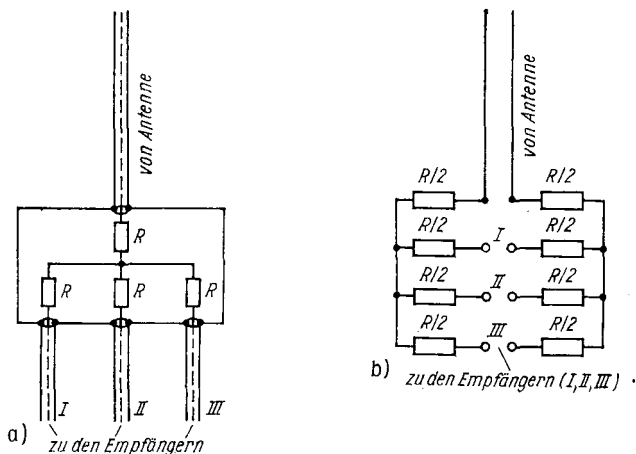 von Antenne
R
R
R
R
I
II
III
a)
zu den Empfängern
von Antenne
R/2
R/2
R/2
I
R/2
R/2
II
R/2
R/2
III
R/2
b)
zu den Empfängern (I, II, III)